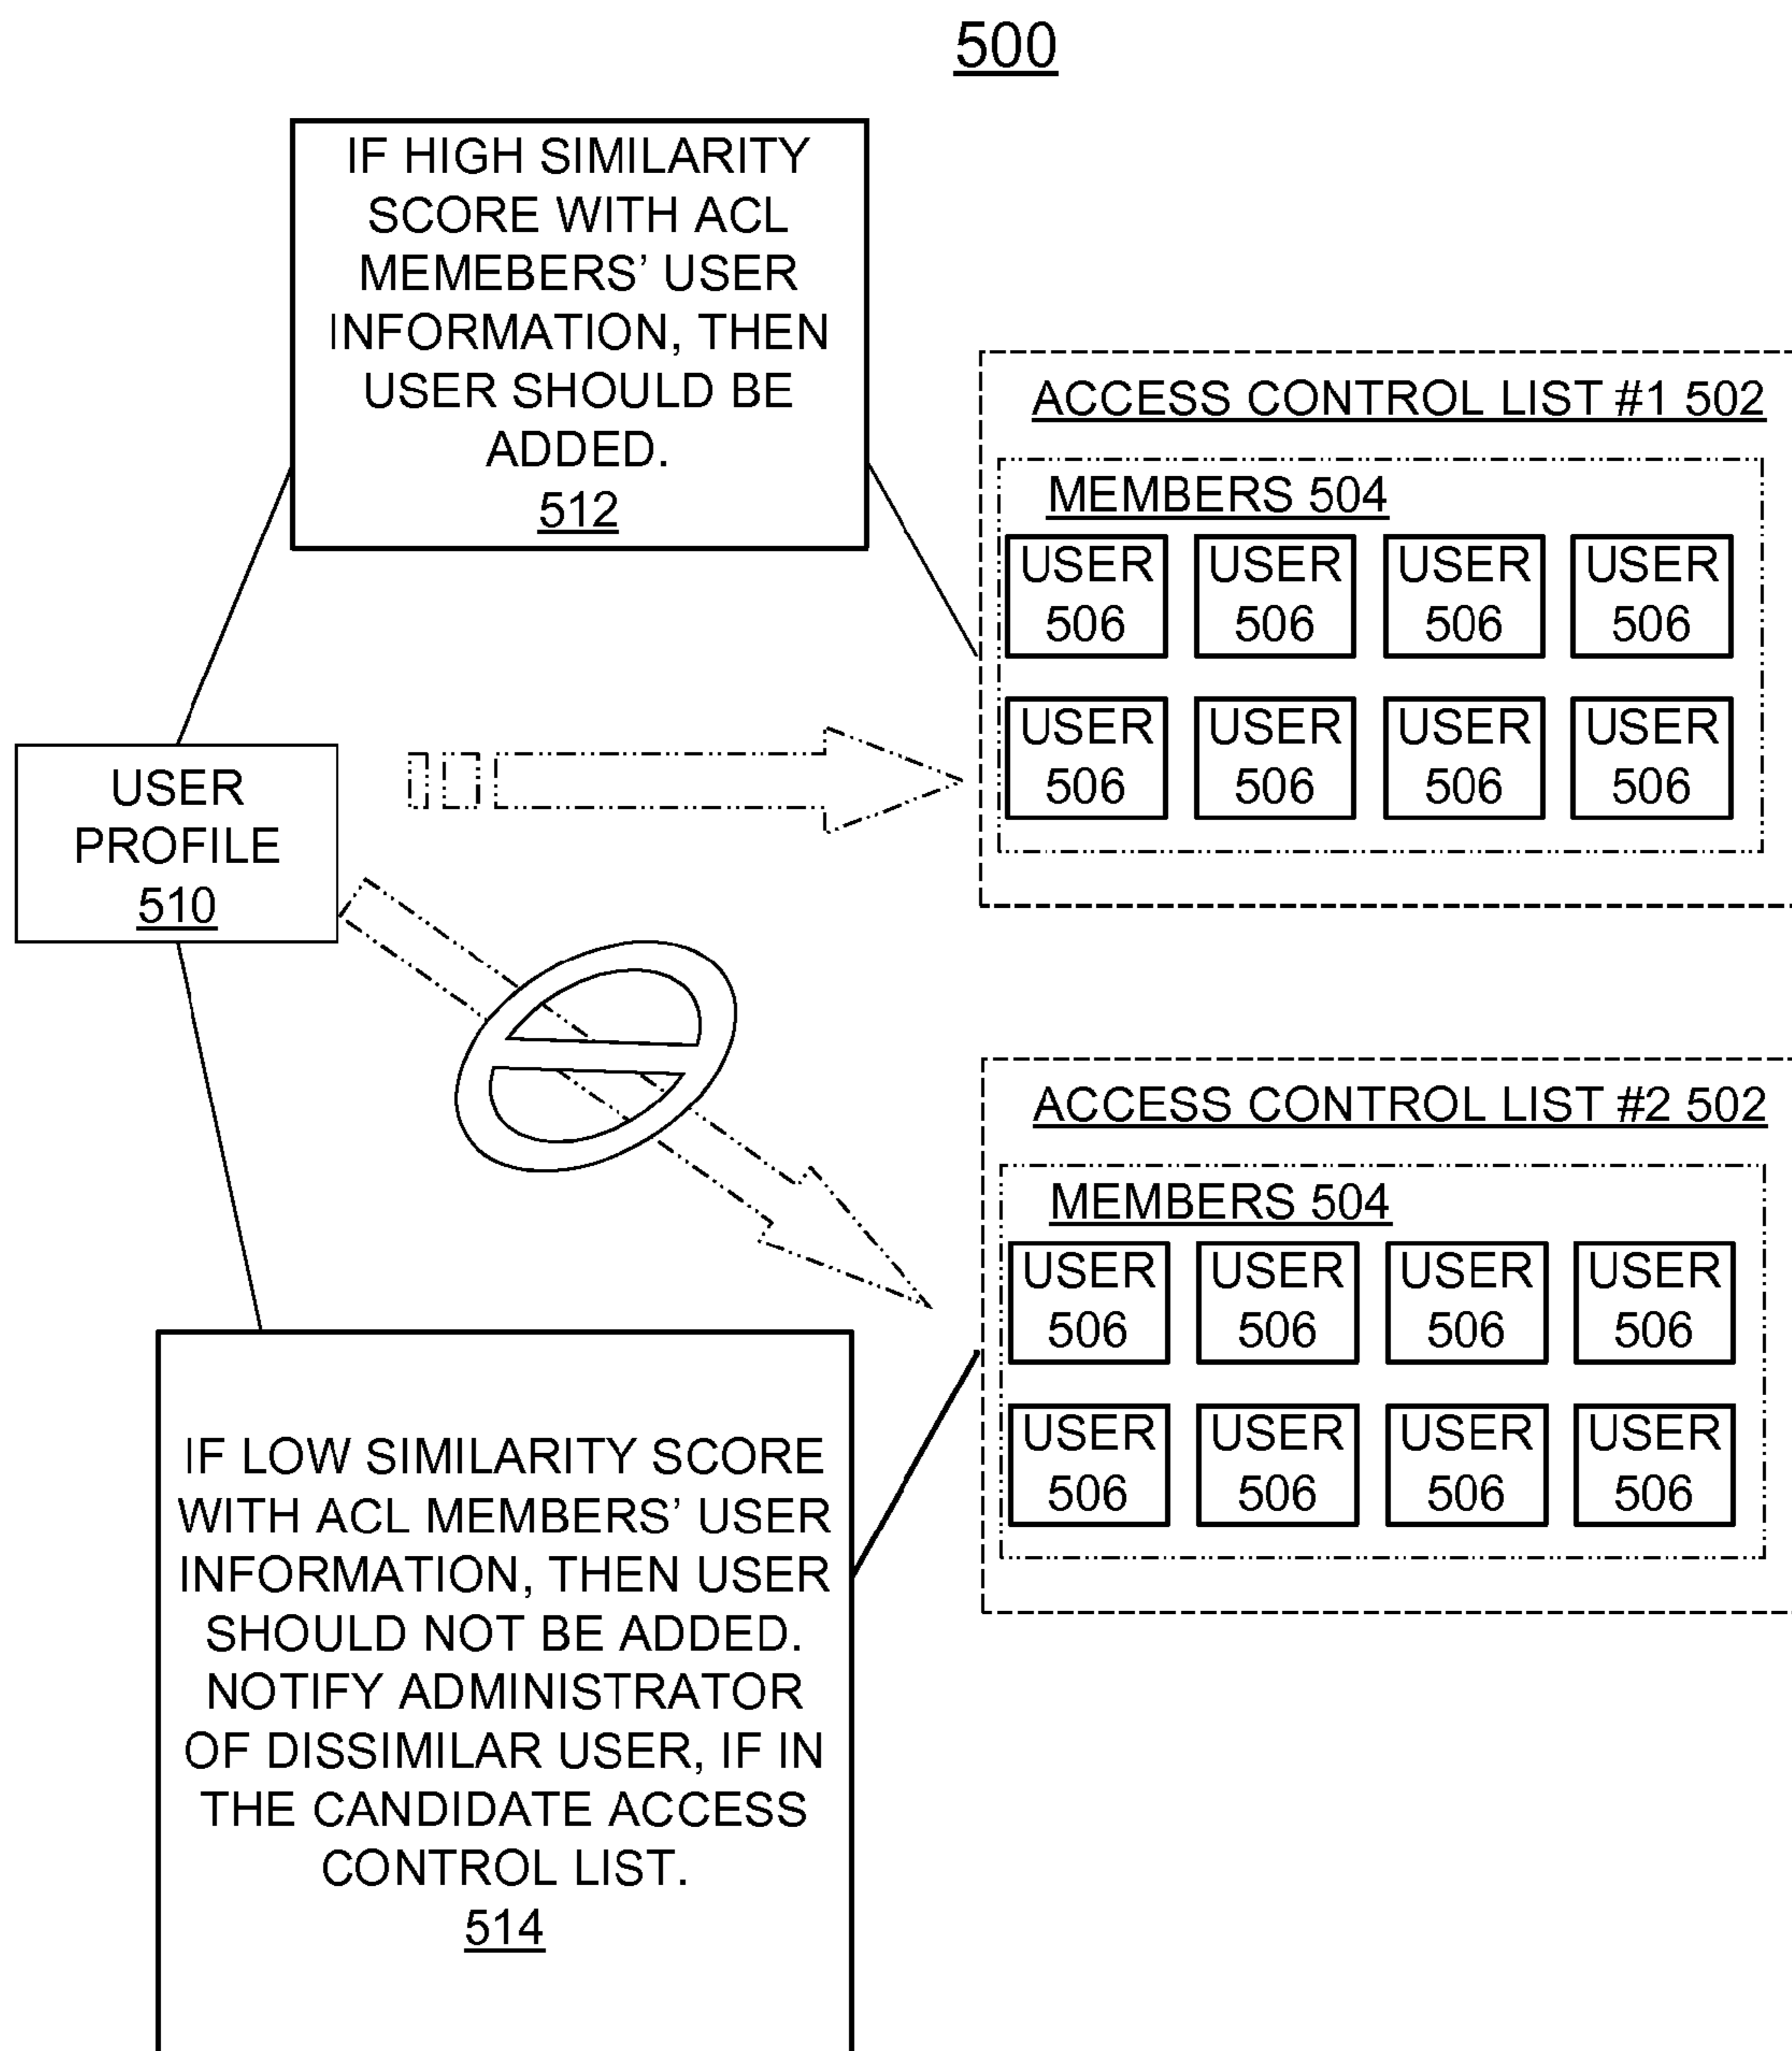 500
IF HIGH SIMILARITY
SCORE WITH ACL
MEMEBERS’ USER
INFORMATION, THEN
USER SHOULD BE
ADDED.
512
ACCESS CONTROL LIST #1 502
MEMBERS 504
USER USER USER USER
506 506 506 506
USER USER USER USER
506 506 506 506
USER
PROFILE
510
ACCESS CONTROL LIST #2 502
MEMBERS 504
USER USER USER USER
506 506 506 506
USER USER USER USER
506 506 506 506
IF LOW SIMILARITY SCORE
WITH ACL MEMBERS’ USER
INFORMATION, THEN USER
SHOULD NOT BE ADDED.
NOTIFY ADMINISTRATOR
OF DISSIMILAR USER, IF IN
THE CANDIDATE ACCESS
CONTROL LIST.
514